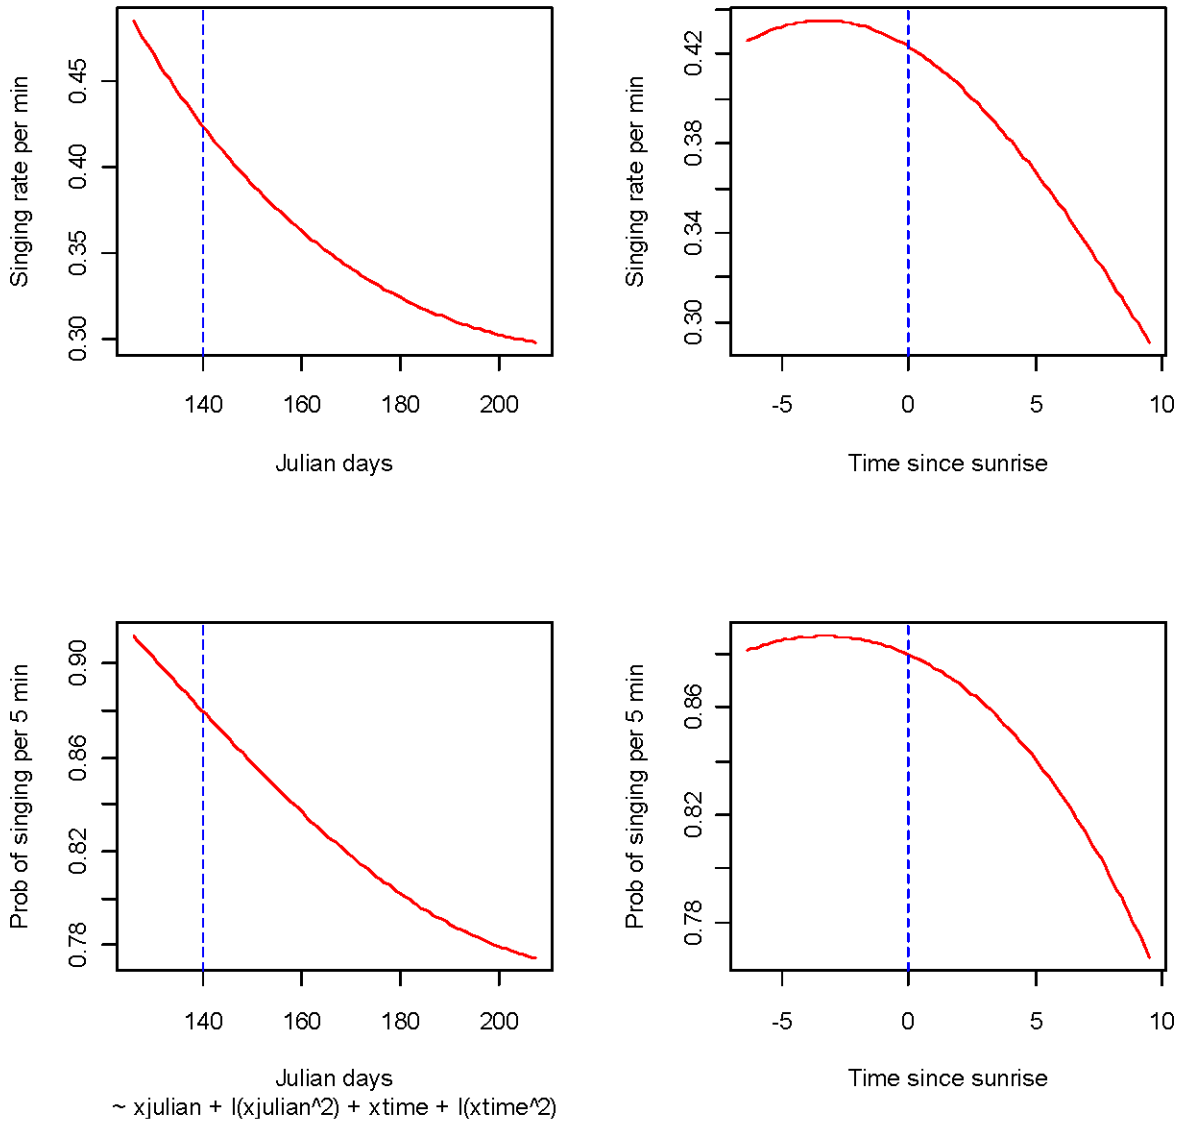 Singing rate per min
0.30 0.35 0.40 0.45
140 160 180 200
Julian days
Singing rate per min
0.30 0.34 0.38 0.42
-5 0 5 10
Time since sunrise
Prob of singing per 5 min
0.78 0.82 0.86 0.90
140 160 180 200
Julian days
~ xjulian + I(xjulian^2) + xtime + I(xtime^2)
Prob of singing per 5 min
0.78 0.82 0.86
-5 0 5 10
Time since sunrise